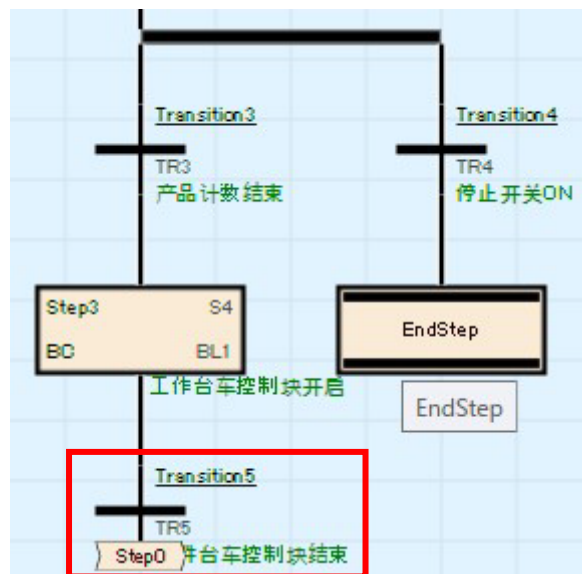 Transition3
Transition4
TR3
TR4
产品计数结束
停止开关ON
Step3
S4
BC
BL1
EndStep
工作台车控制块开启
EndStep
Transition5
TR5
Step0
件台车控制块结束